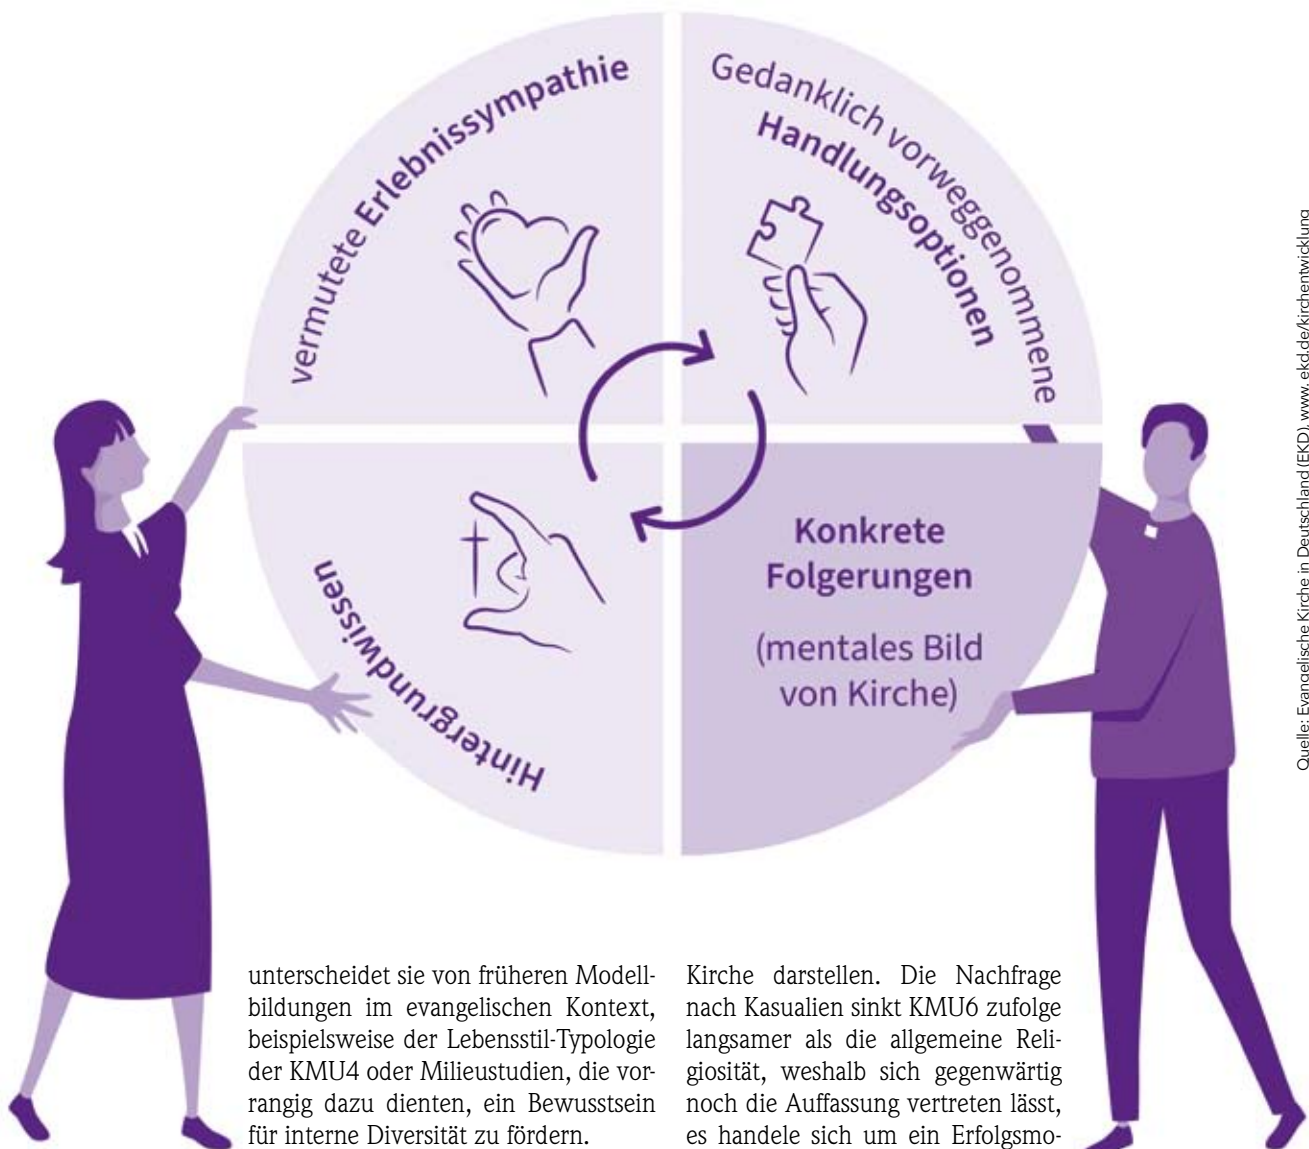 vermutete Erlebnissympathie
Gedanklich vorweggenommene
Handlungsoptionen
Hintergrundwissen
Konkrete
Folgerungen
(mentales Bild
von Kirche)
Quelle: Evangelische Kirche in Deutschland (EKD), www. ekd.de/kirchentwicklung
unterscheidet sie von früheren Modell-
bildungen im evangelischen Kontext,
beispielsweise der Lebensstil-Typologie
der KMU4 oder Milieustudien, die vor-
rangig dazu dienten, ein Bewusstsein
für interne Diversität zu fördern.
Kirche darstellen. Die Nachfrage
nach Kasualien sinkt KMU6 zufolge
langsamer als die allgemeine Reli-
giosität, weshalb sich gegenwärtig
noch die Auffassung vertreten lässt,
es handele sich um ein Erfolgsmo-